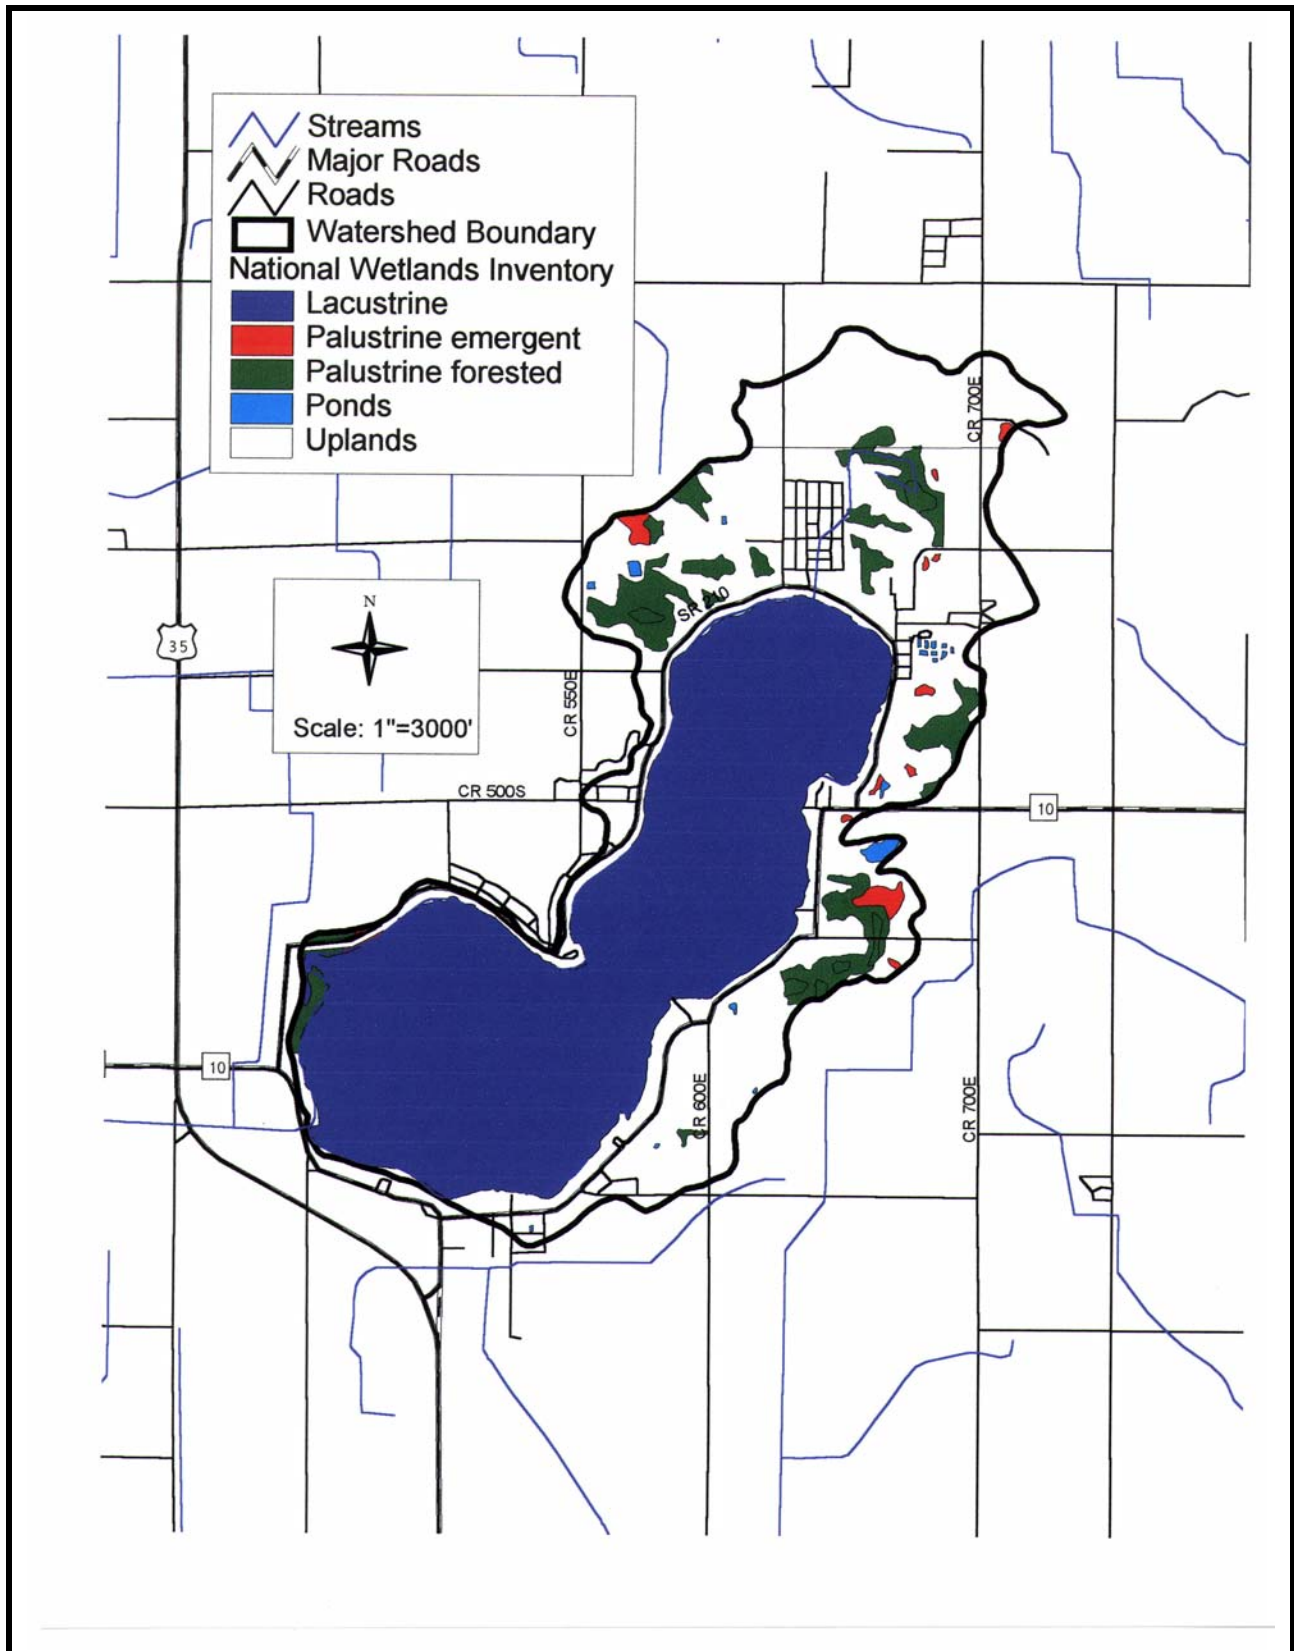 Streams
Major Roads
Roads
Watershed Boundary
National Wetlands Inventory
Lacustrine
Palustrine emergent
Palustrine forested
Ponds
Uplands
CR 700E
SR 210
35
N
Scale: 1"=3000'
CR 550E
CR 500S
10
10
CR 600E
CR 700E